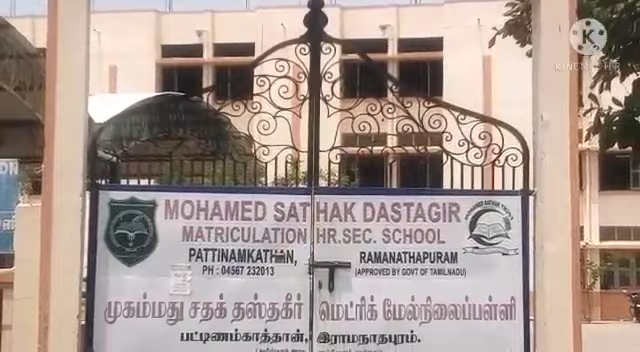 MOHAMED SATHAK DASTAGIR
MATRICULATION HR.SEC. SCHOOL
PATTINAMKATHAN, RAMANATHAPURAM
PH : 04567 232013 (APPROVED BY GOVT OF TAMILNADU)
முகம்மது சதக் தஸ்தகீர் மெட்ரிக் மேல்நிலைப்பள்ளி
பட்டிணம்காத்தான், இராமநாதபுரம்.